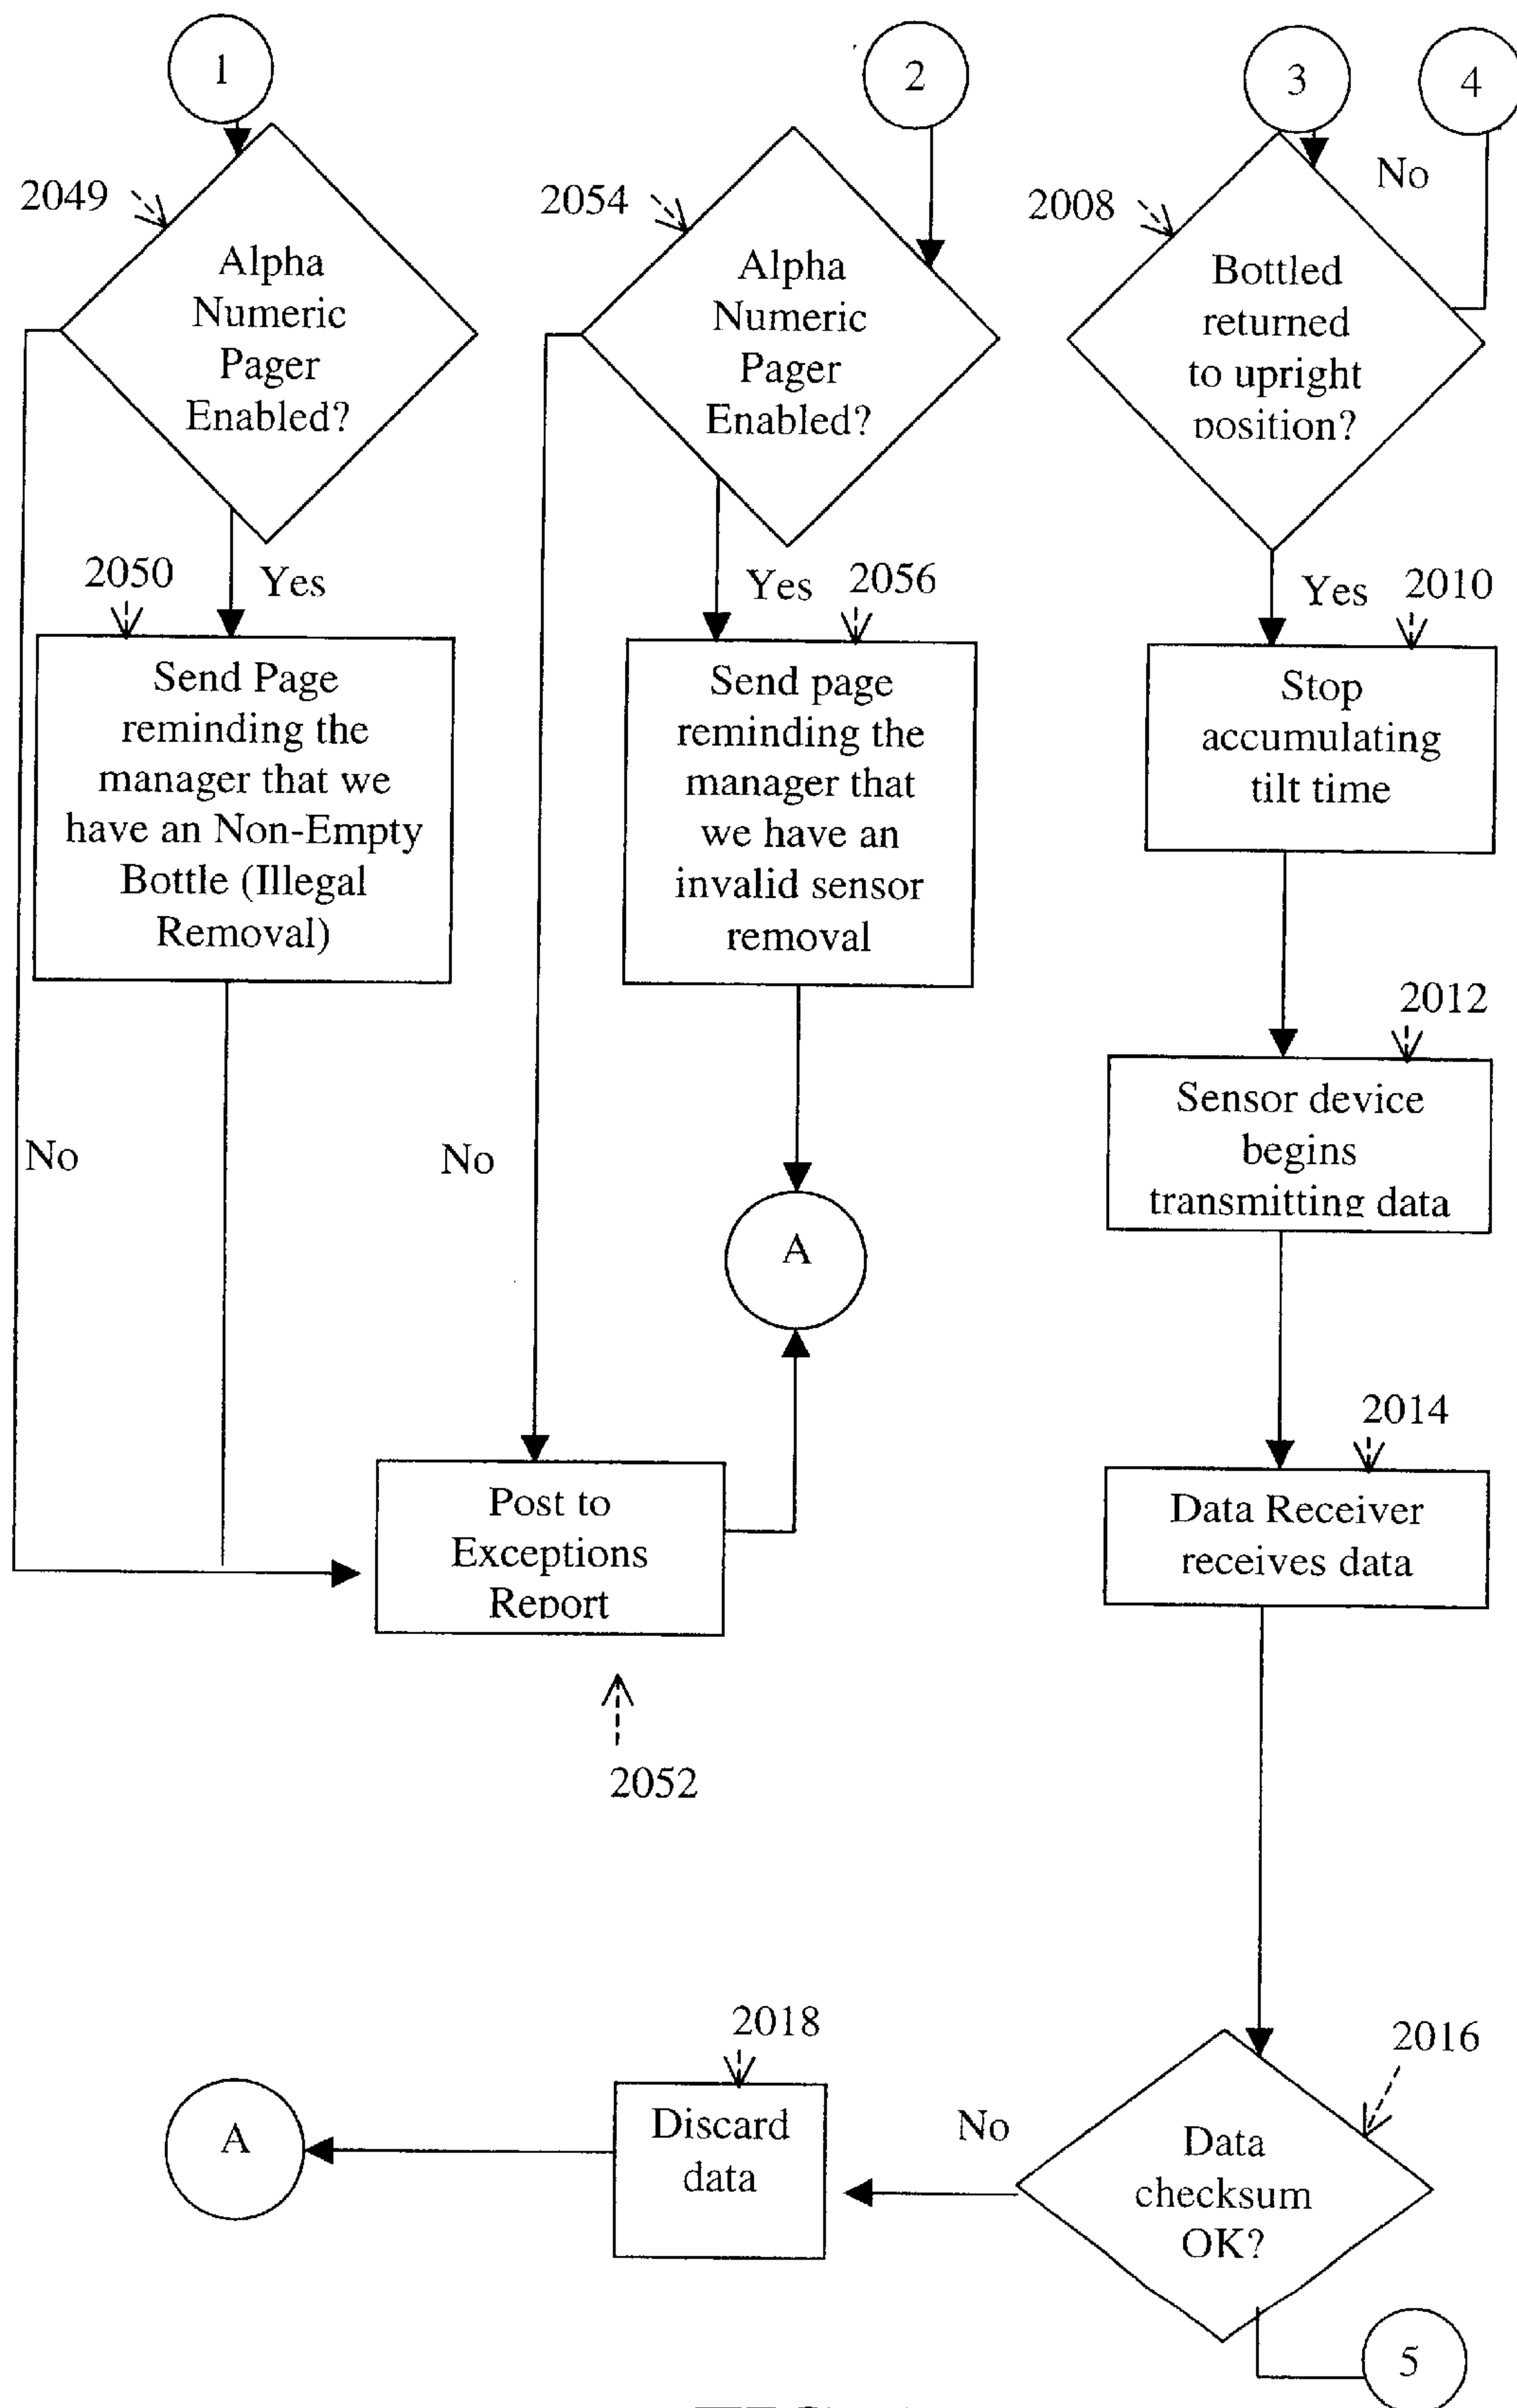 1
2
3
4
No
2049
2054
2008
Alpha
Numeric
Pager
Enabled?
Alpha
Numeric
Pager
Enabled?
Bottled
returned
to upright
position?
2050
Yes
Yes
2056
Yes
2010
Send Page
reminding the
manager that we
have an Non-Empty
Bottle (Illegal
Removal)
Send page
reminding the
manager that
we have an
invalid sensor
removal
Stop
accumulating
tilt time
2012
Sensor device
begins
transmitting data
No
No
A
2014
Post to
Exceptions
Report
Data Receiver
receives data
2052
2018
2016
A
Discard
data
No
Data
checksum
OK?
5